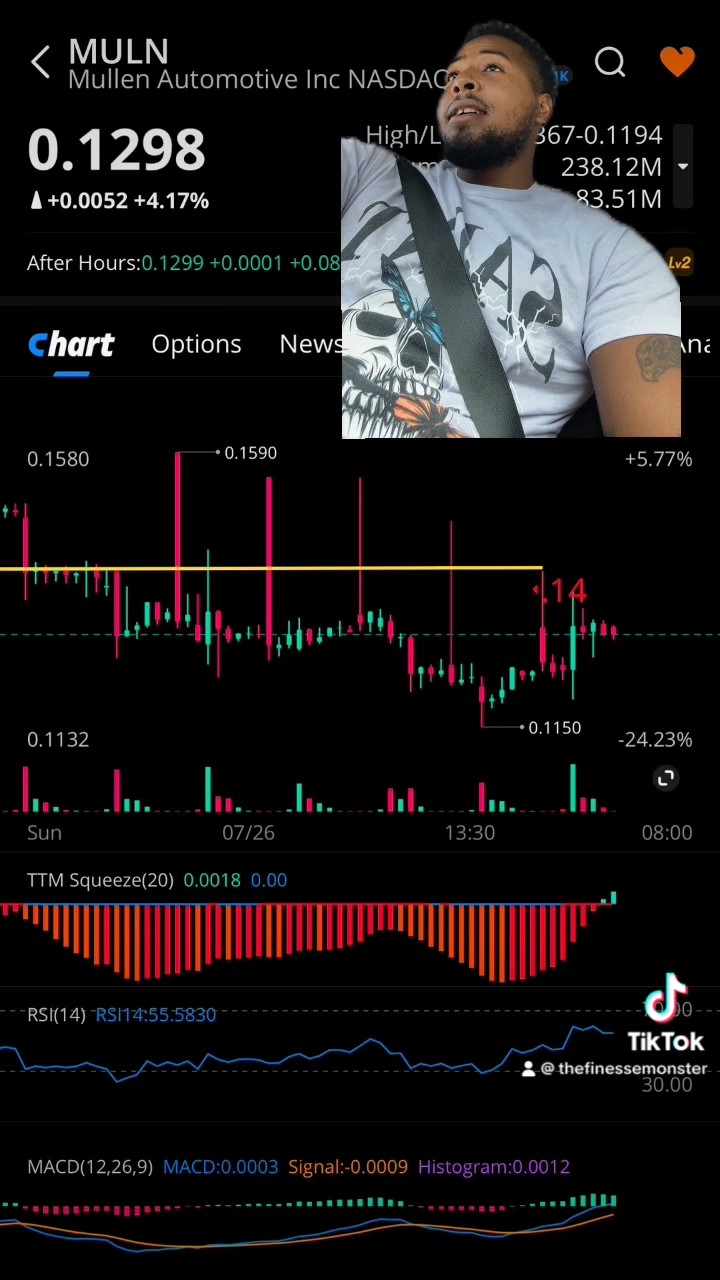 MULN
Mullen Automotive Inc NASDAQ
0.1298
+0.0052 +4.17%
367-0.1194
238.12M
83.51M
After Hours:0.1299 +0.0001 +0.08
Lv2
Chart Options News
0.1580
0.1590
+5.77%
.14
0.1150
0.1132
-24.23%
Sun 07/26 13:30 08:00
TTM Squeeze(20) 0.0018 0.00
RSI(14) RSI14:55.5830
TikTok
@ thefinessemonster
30.00
MACD(12,26,9) MACD:0.0003 Signal:-0.0009 Histogram:0.0012